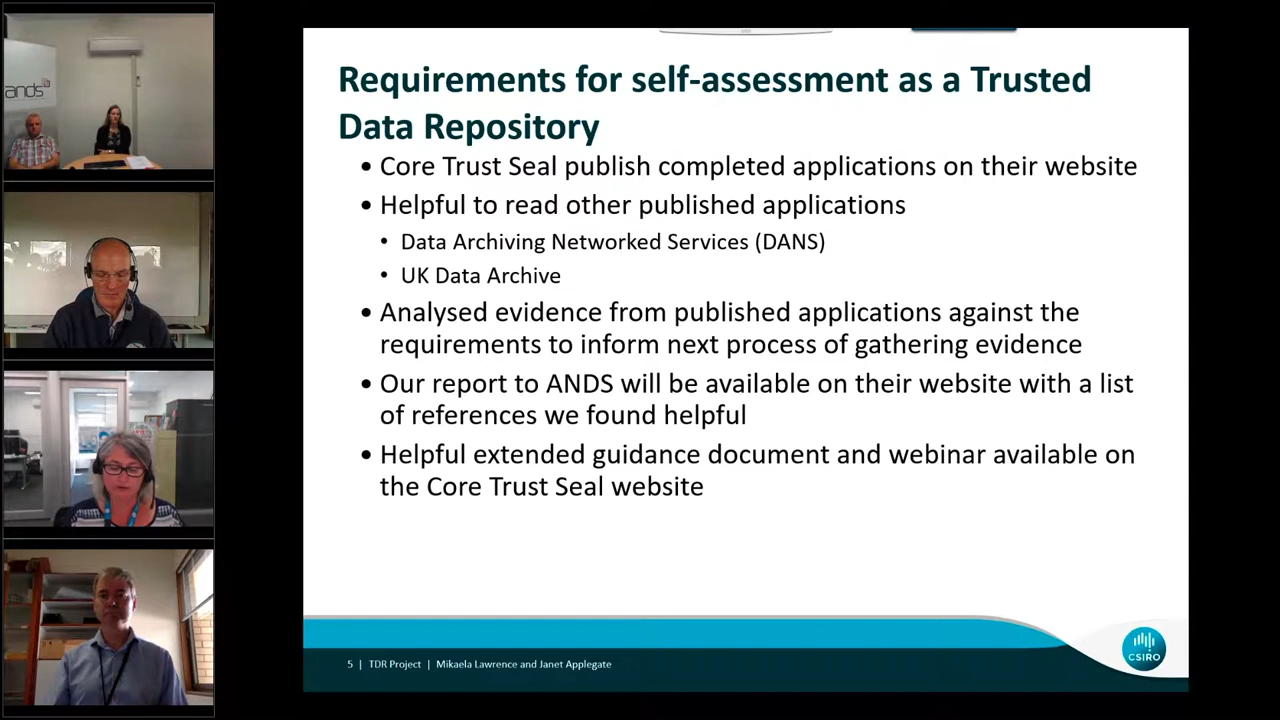 ands
Requirements for self-assessment as a Trusted
Data Repository
• Core Trust Seal publish completed applications on their website
• Helpful to read other published applications
• Data Archiving Networked Services (DANS)
• UK Data Archive
• Analysed evidence from published applications against the
requirements to inform next process of gathering evidence
• Our report to ANDS will be available on their website with a list
of references we found helpful
• Helpful extended guidance document and webinar available on
the Core Trust Seal website
5 | TDR Project | Mikaela Lawrence and Janet Applegate
CSIRO